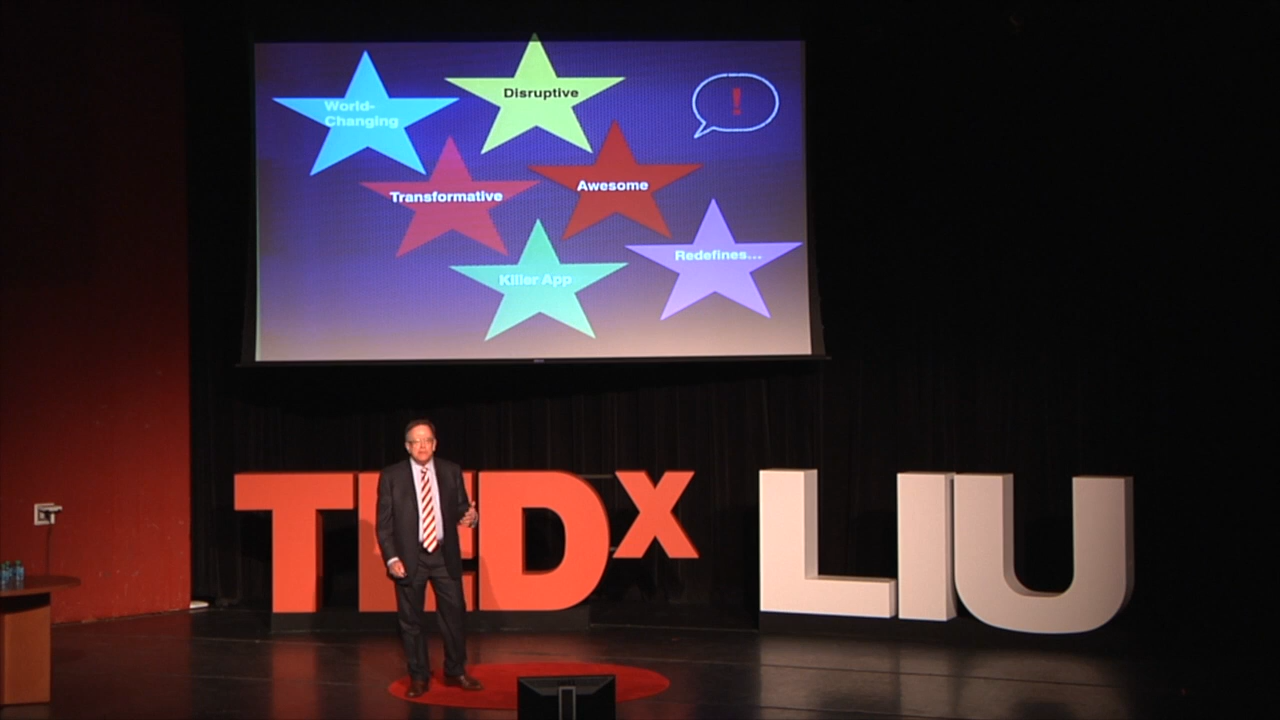 World-
Changing
Disruptive
!
Transformative
Awesome
Redefines...
Killer App
TEDx LIU